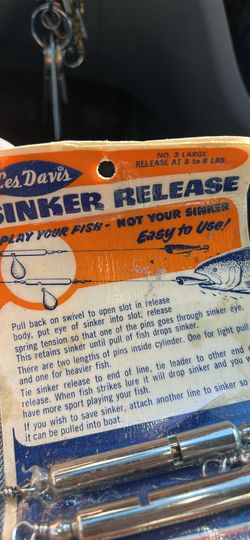 NO. 3 LARGE
RELEASE AT 5 to 6 LBS.
Les Davis
SINKER RELEASE
PLAY YOUR FISH - NOT YOUR SINKER
Easy to Use!
Pull back on swivel to open slot in release
body, put eye of sinker into slot, release
spring tension so that one of the pins goes through sinker eye.
This retains sinker until pull of fish drops sinker.
There are two lengths of pins inside cylinder. One for light pull
and one for heavier fish.
Tie sinker release to end of line, tie leader to other end
release. When fish strikes lure it will drop sinker and you w
have more sport playing your fish.
If you wish to save sinker, attach another line to sinker so
it can be pulled into boat.